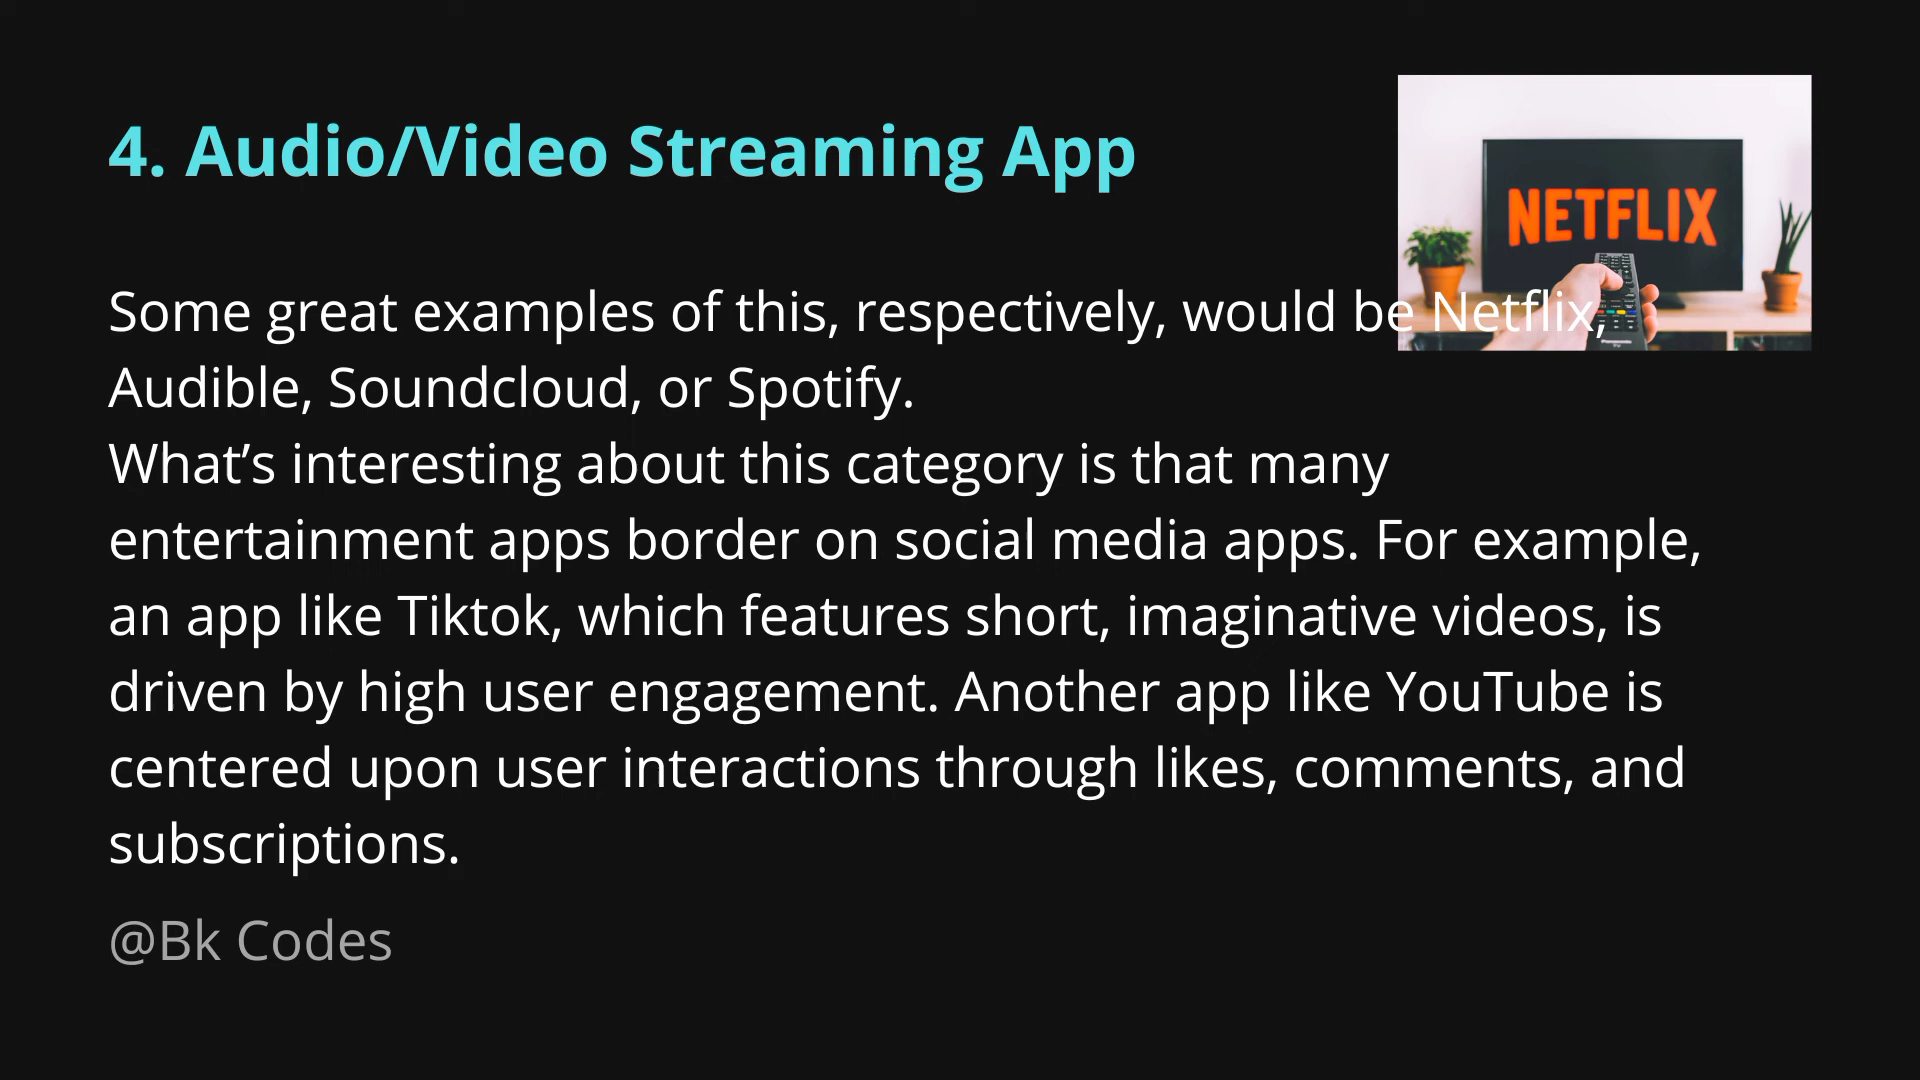 4. Audio/Video Streaming App
NETFLIX
Some great examples of this, respectively, would be Netflix,
Audible, Soundcloud, or Spotify.
What’s interesting about this category is that many
entertainment apps border on social media apps. For example,
an app like Tiktok, which features short, imaginative videos, is
driven by high user engagement. Another app like YouTube is
centered upon user interactions through likes, comments, and
subscriptions.
@Bk Codes